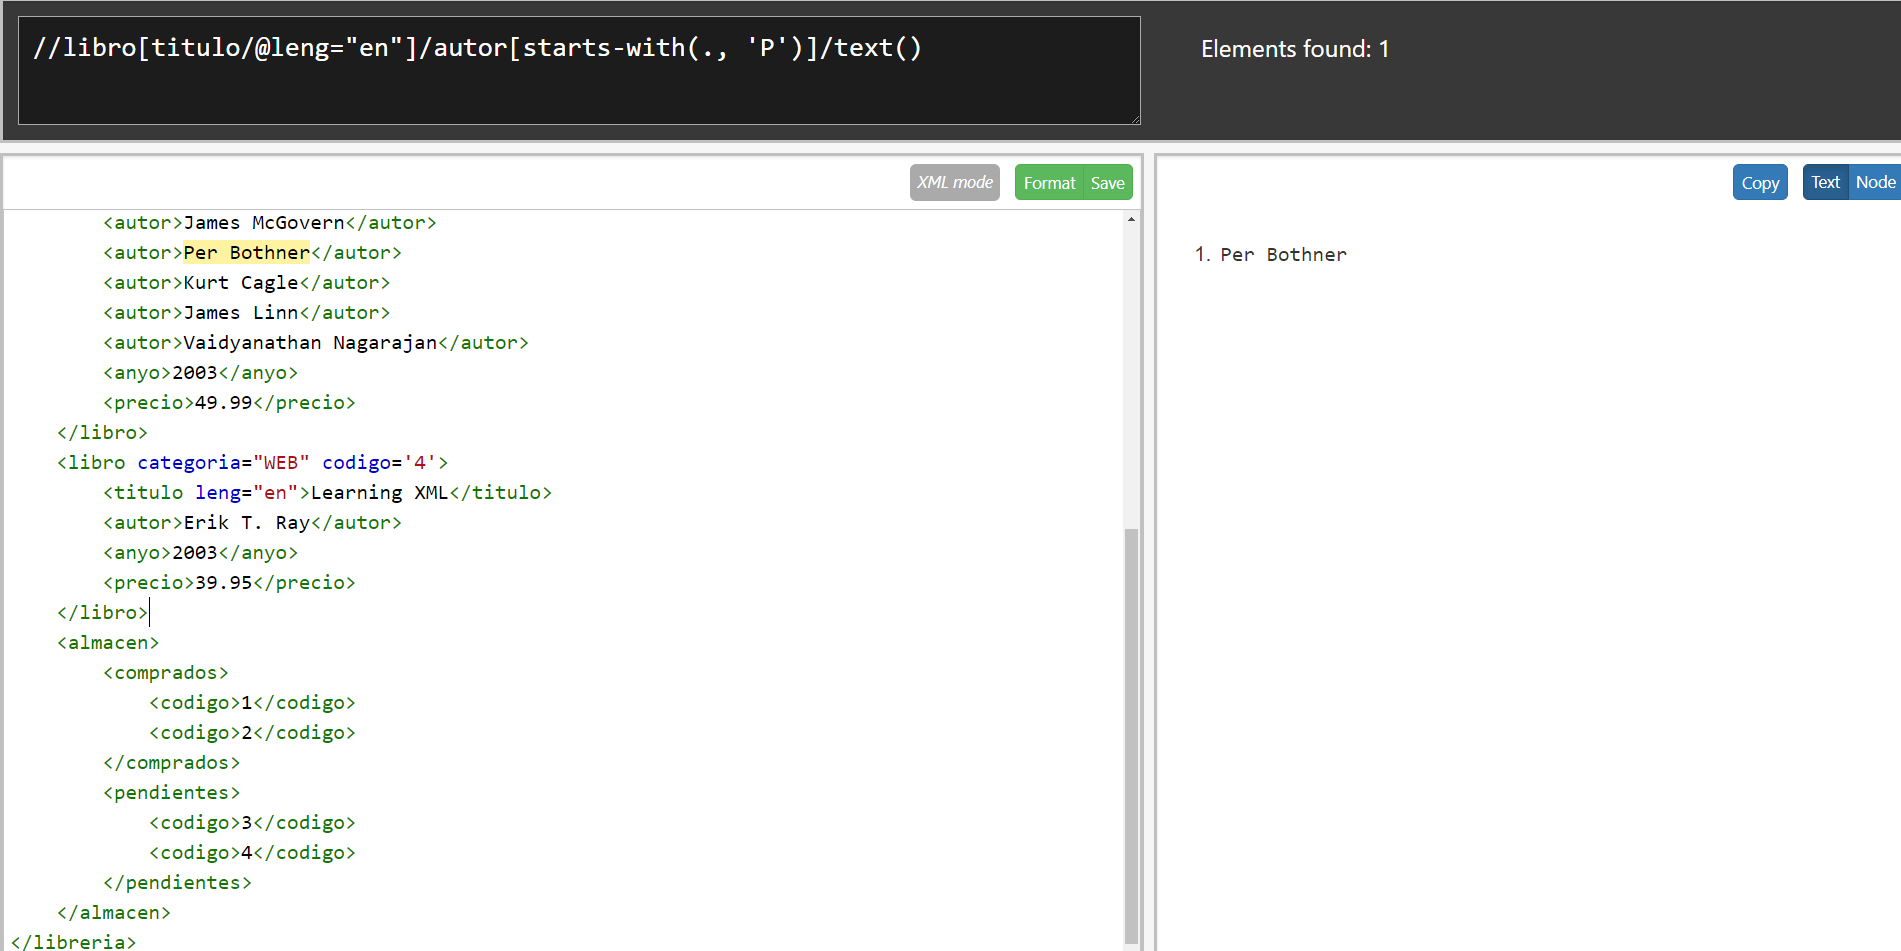 //libro[titulo/@leng="en"]/autor[starts-with(., 'P')]/text()
Elements found: 1
XML mode
Format
Save
Copy
Text
Node
<autor>James McGovern</autor>
<autor>Per Bothner</autor>
<autor>Kurt Cagle</autor>
<autor>James Linn</autor>
<autor>Vaidyanathan Nagarajan</autor>
<anyo>2003</anyo>
<precio>49.99</precio>
</libro>
<libro categoria="WEB" codigo='4'>
<titulo leng="en">Learning XML</titulo>
<autor>Erik T. Ray</autor>
<anyo>2003</anyo>
<precio>39.95</precio>
</libro>
<almacen>
<comprados>
<codigo>1</codigo>
<codigo>2</codigo>
</comprados>
<pendientes>
<codigo>3</codigo>
<codigo>4</codigo>
</pendientes>
</almacen>
</libreria>
1. Per Bothner